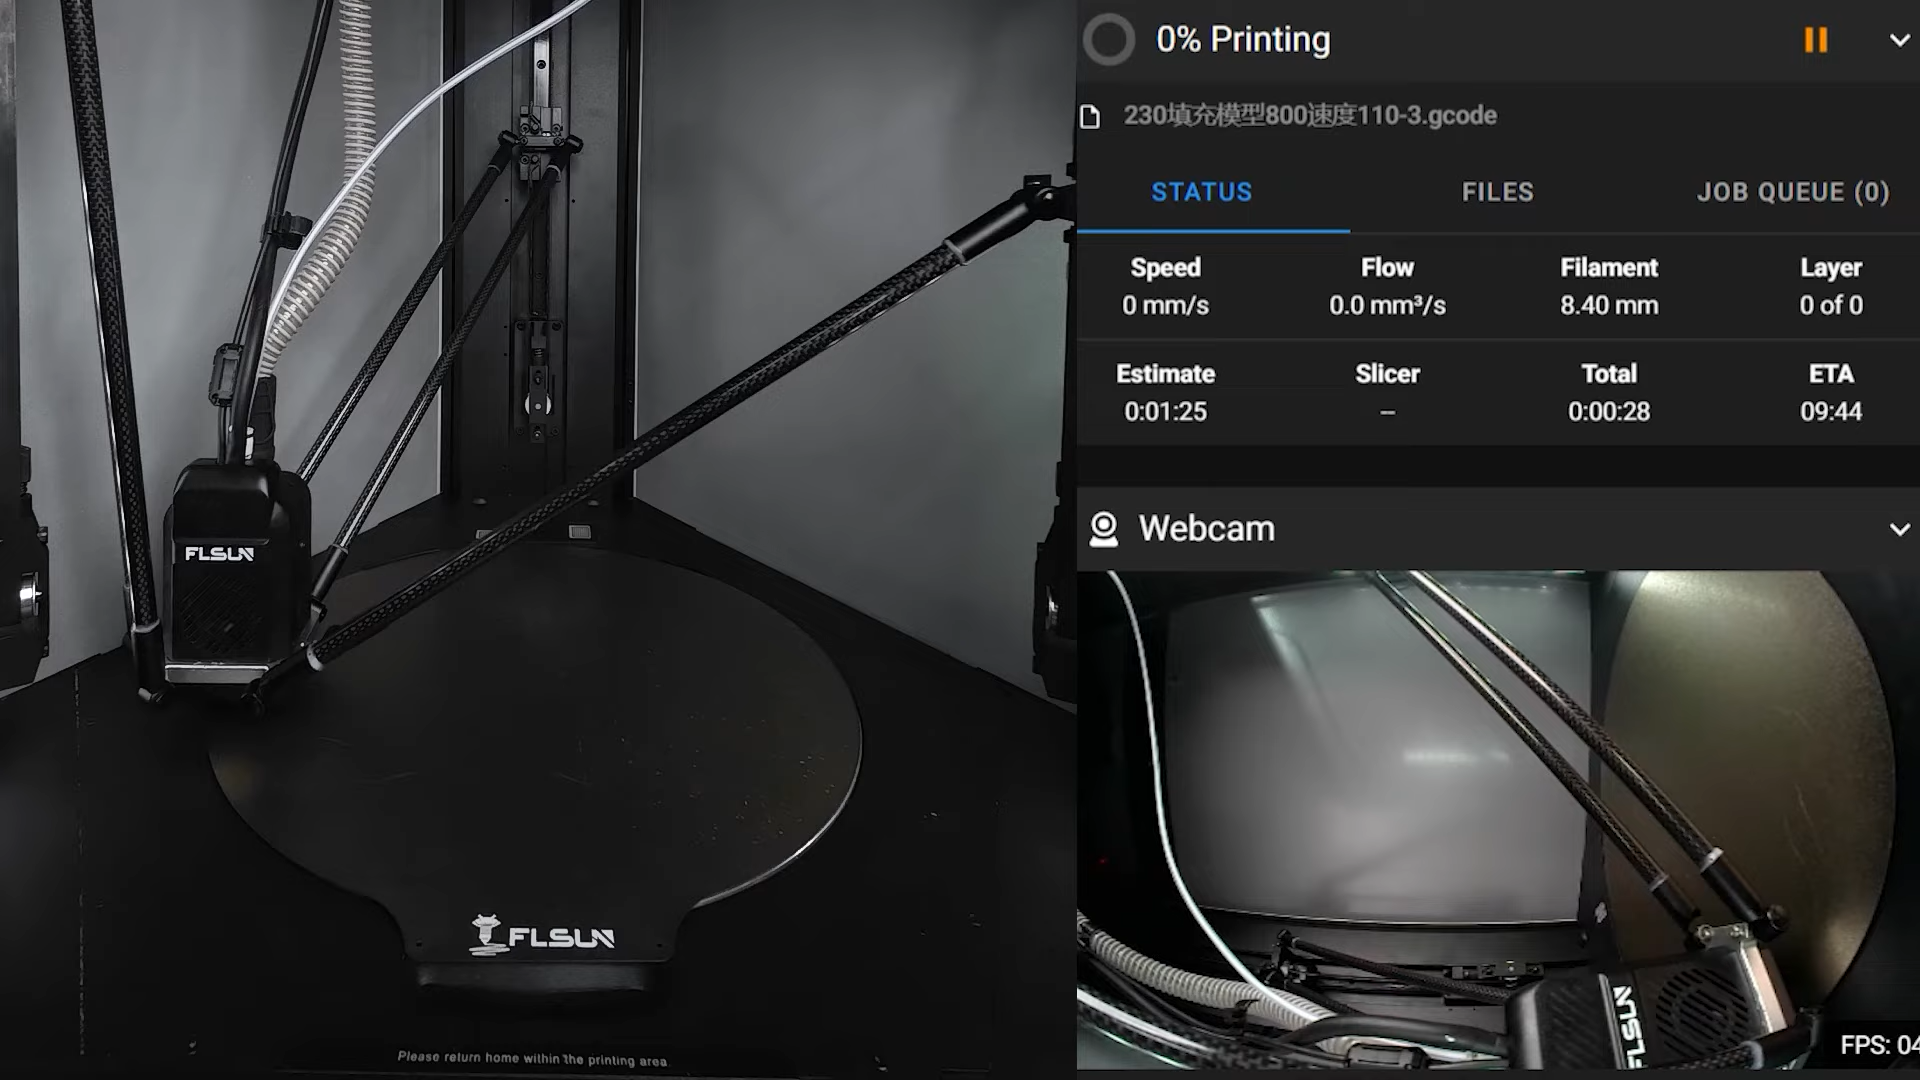 FLSUN
FLSUN
Please return home within the printing area.
0% Printing
230填充模型800速度110-3.gcode
STATUS FILES JOB QUEUE (0)
Speed Flow Filament Layer
0 mm/s 0.0 mm³/s 8.40 mm 0 of 0
Estimate Slicer Total ETA
0:01:25 – 0:00:28 09:44
Webcam
FLSUN
FPS: 04